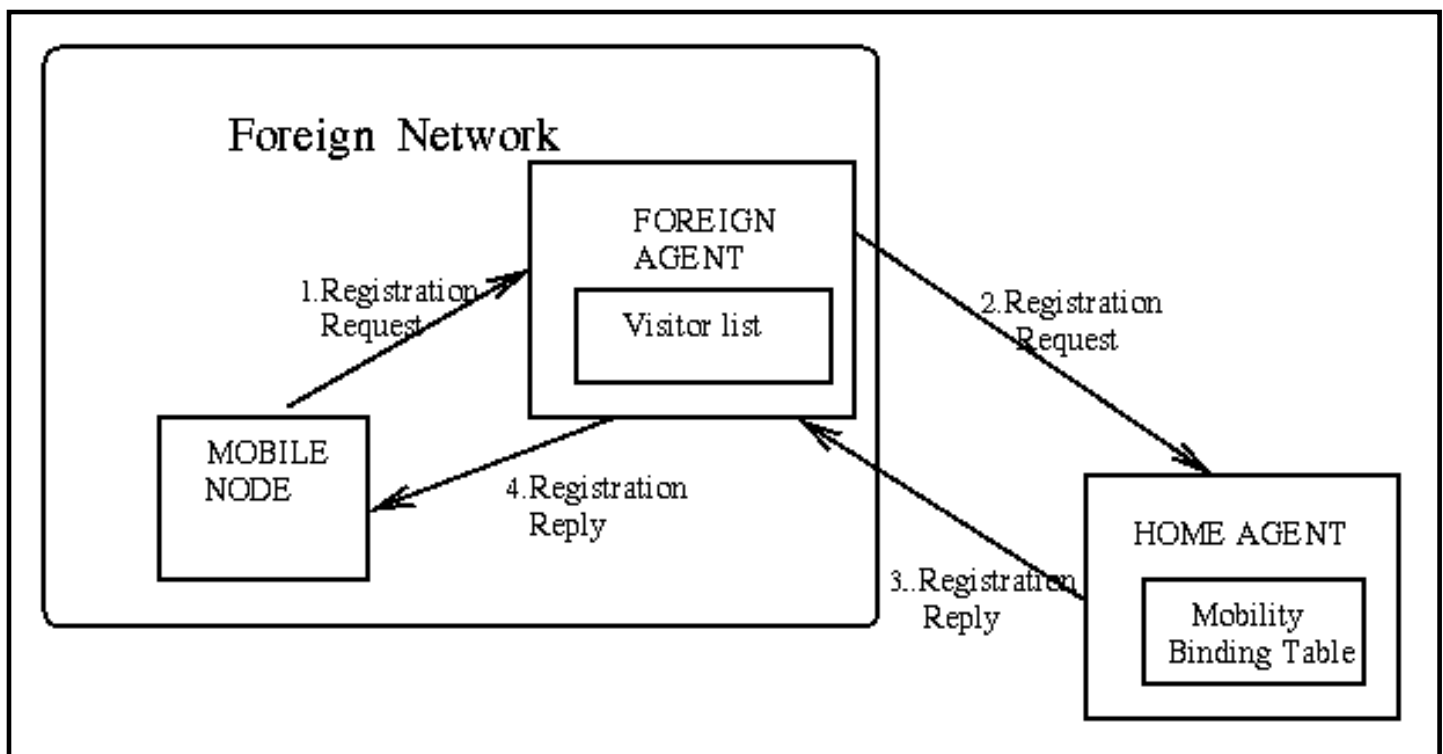 Foreign Network
FOREIGN
AGENT
Visitor list
1.Registration
Request
2.Registration
Request
MOBILE
NODE
4.Registration
Reply
3..Registration
Reply
HOME AGENT
Mobility
Binding Table